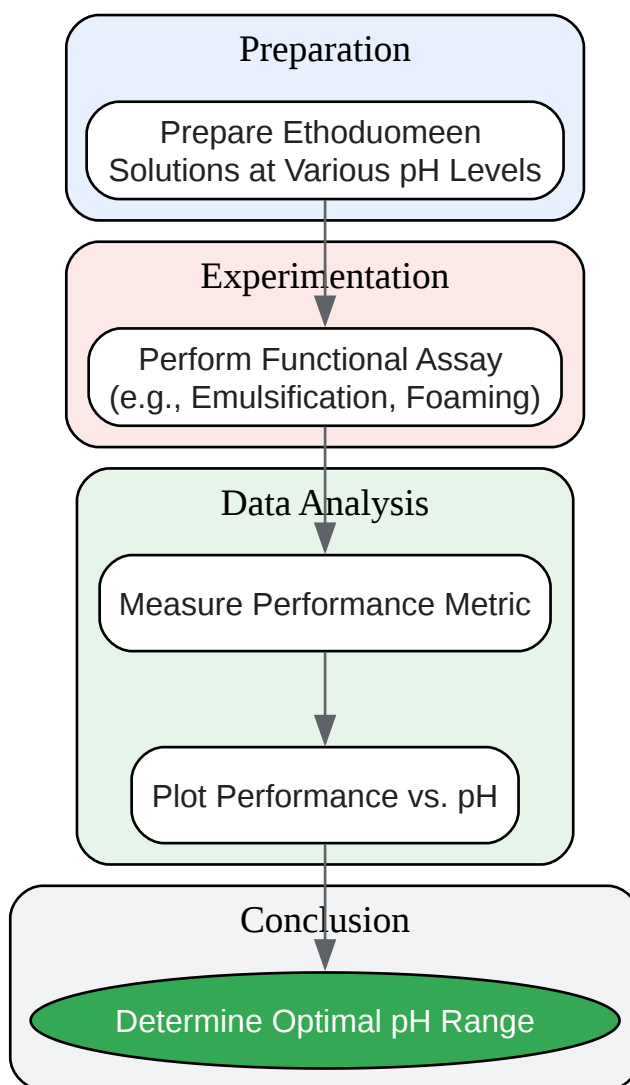 Preparation
Prepare Ethoduomeen
Solutions at Various pH Levels
Experimentation
Perform Functional Assay
(e.g., Emulsification, Foaming)
Data Analysis
Measure Performance Metric
Plot Performance vs. pH
Conclusion
Determine Optimal pH Range